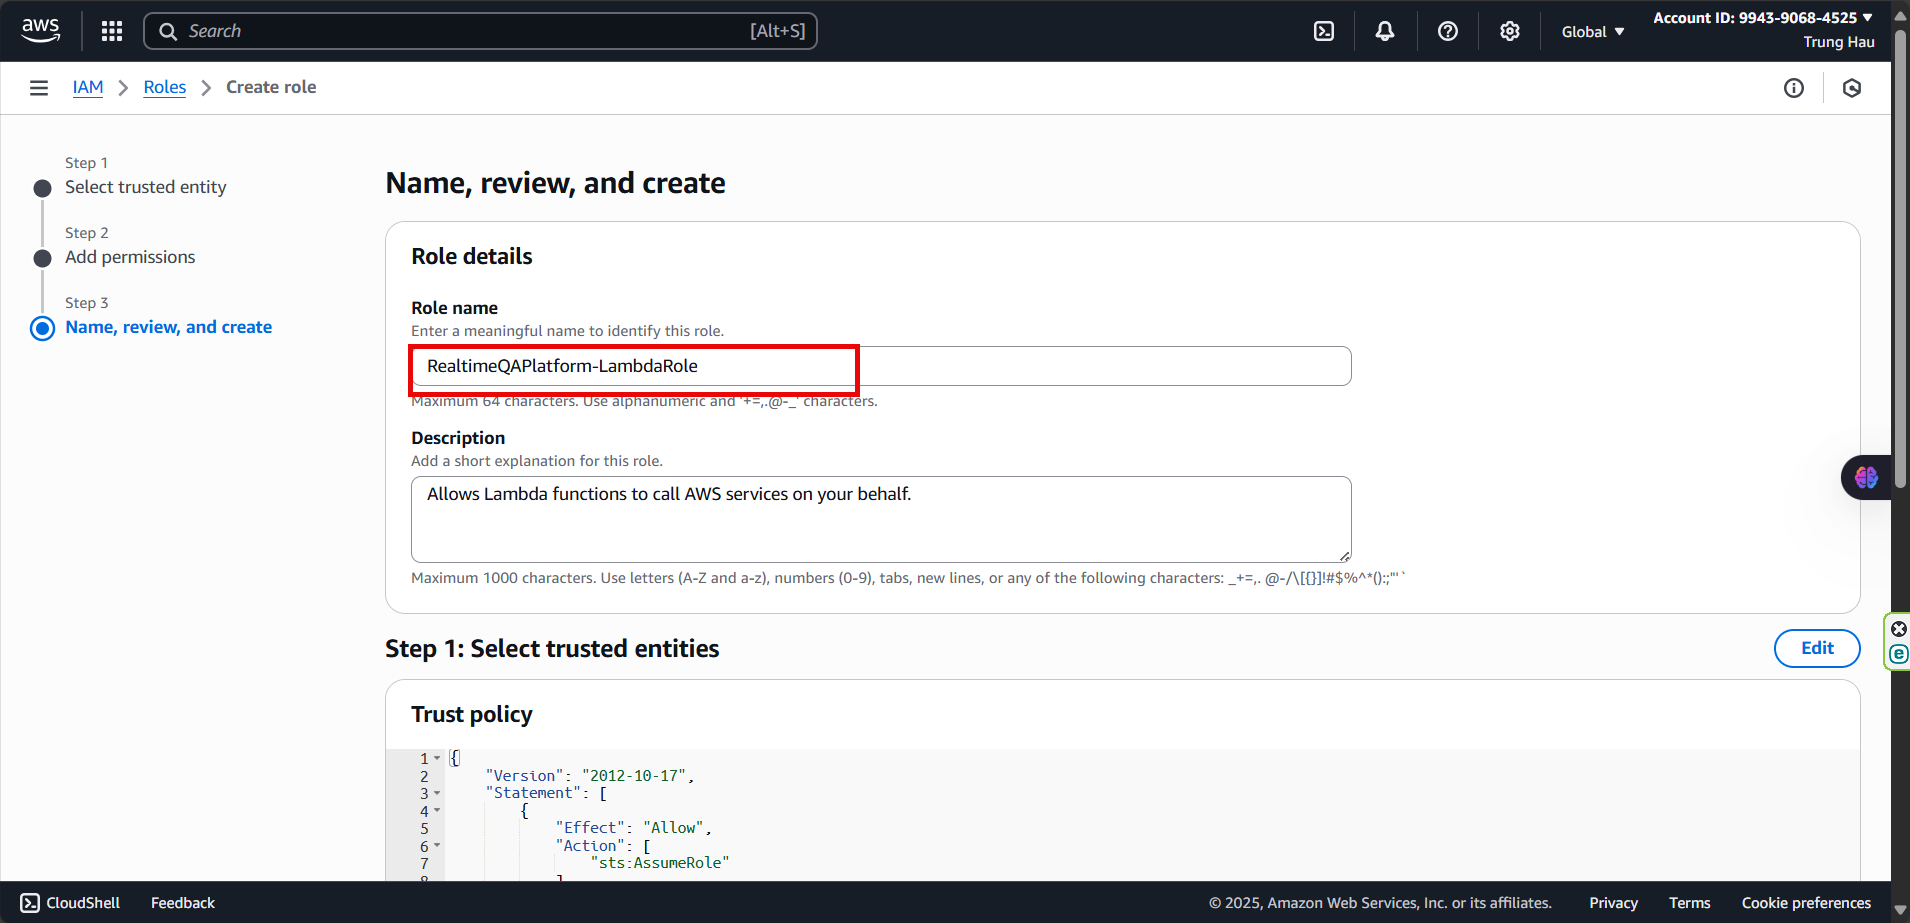 aws
Search
[Alt+S]
Global ▼
Account ID: 9943-9068-4525 ▼
Trung Hau
IAM > Roles > Create role
Step 1
Select trusted entity
Step 2
Add permissions
Step 3
Name, review, and create
Name, review, and create
Role details
Role name
Enter a meaningful name to identify this role.
RealtimeQAPlatform-LambdaRole
Maximum 64 characters. Use alphanumeric and '+=,.@-_' characters.
Description
Add a short explanation for this role.
Allows Lambda functions to call AWS services on your behalf.
Maximum 1000 characters. Use letters (A-Z and a-z), numbers (0-9), tabs, new lines, or any of the following characters: _+=,. @-/\[{}]!#$%^*();:"'`
Step 1: Select trusted entities
Edit
Trust policy
1 {
2 "Version": "2012-10-17",
3 "Statement": [
4 {
5 "Effect": "Allow",
6 "Action": [
7 "sts:AssumeRole"
8 ]
CloudShell
Feedback
© 2025, Amazon Web Services, Inc. or its affiliates.
Privacy
Terms
Cookie preferences